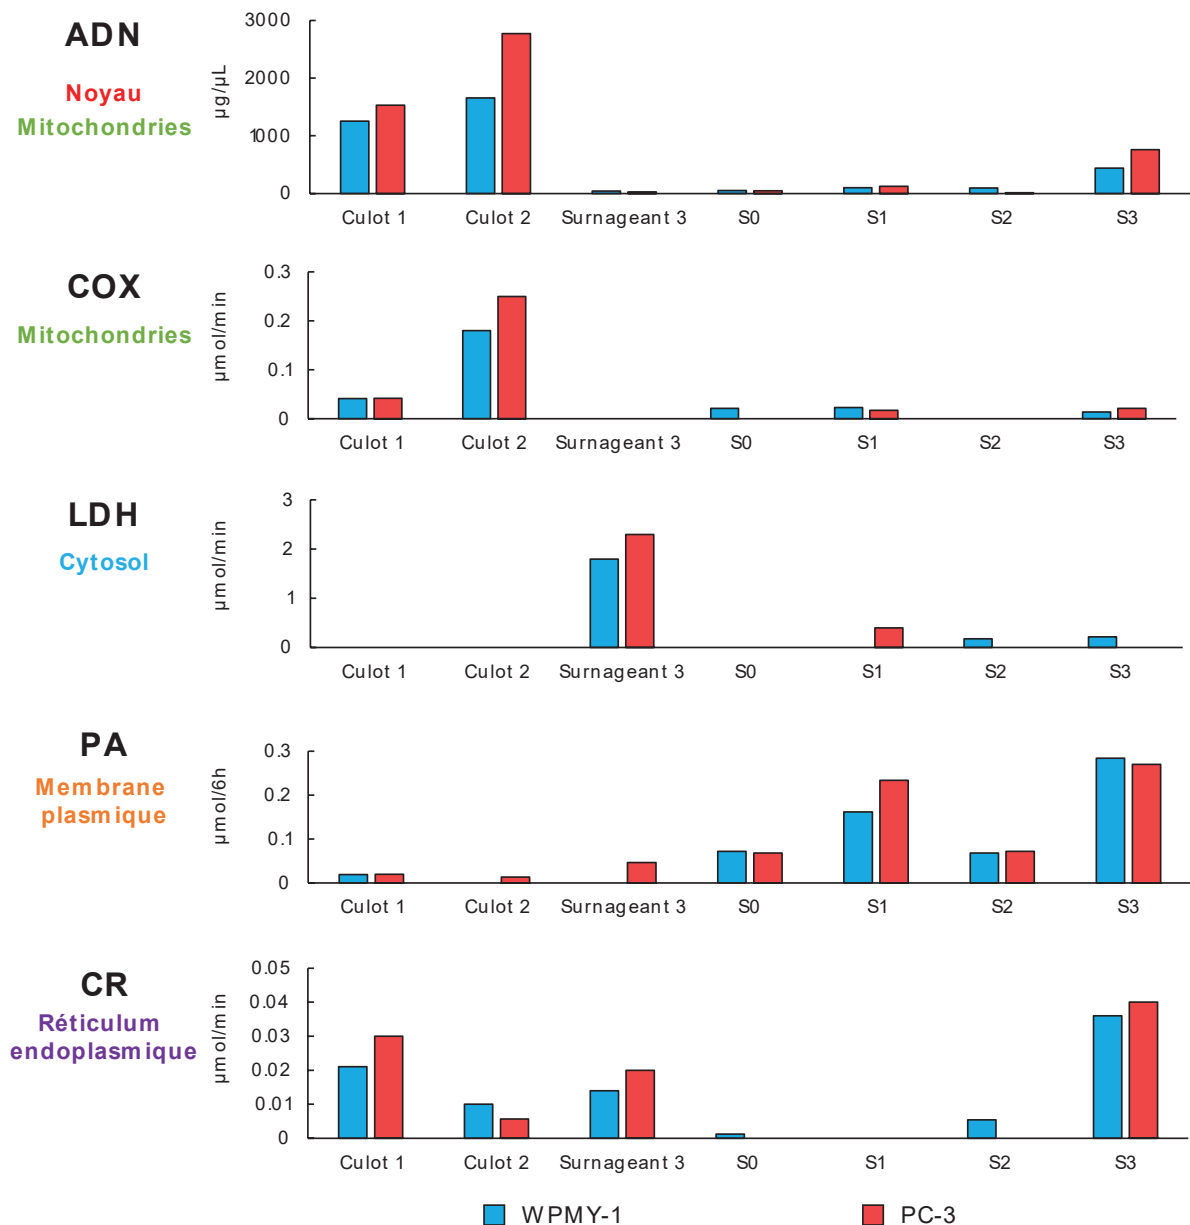 ADN
Noyau
Mitochondries
µg/µL
3000
2000
1000
0
Culot 1 Culot 2 Surnageant 3 S0 S1 S2 S3
COX
Mitochondries
µmol/min
0.3
0.2
0.1
0
Culot 1 Culot 2 Surnageant 3 S0 S1 S2 S3
LDH
Cytosol
µmol/min
3
2
1
0
Culot 1 Culot 2 Surnageant 3 S0 S1 S2 S3
PA
Membrane
plasmique
µmol/6h
0.3
0.2
0.1
0
Culot 1 Culot 2 Surnageant 3 S0 S1 S2 S3
CR
Réticulum
endoplasmique
µmol/min
0.05
0.04
0.03
0.02
0.01
0
Culot 1 Culot 2 Surnageant 3 S0 S1 S2 S3
WPMY-1 PC-3